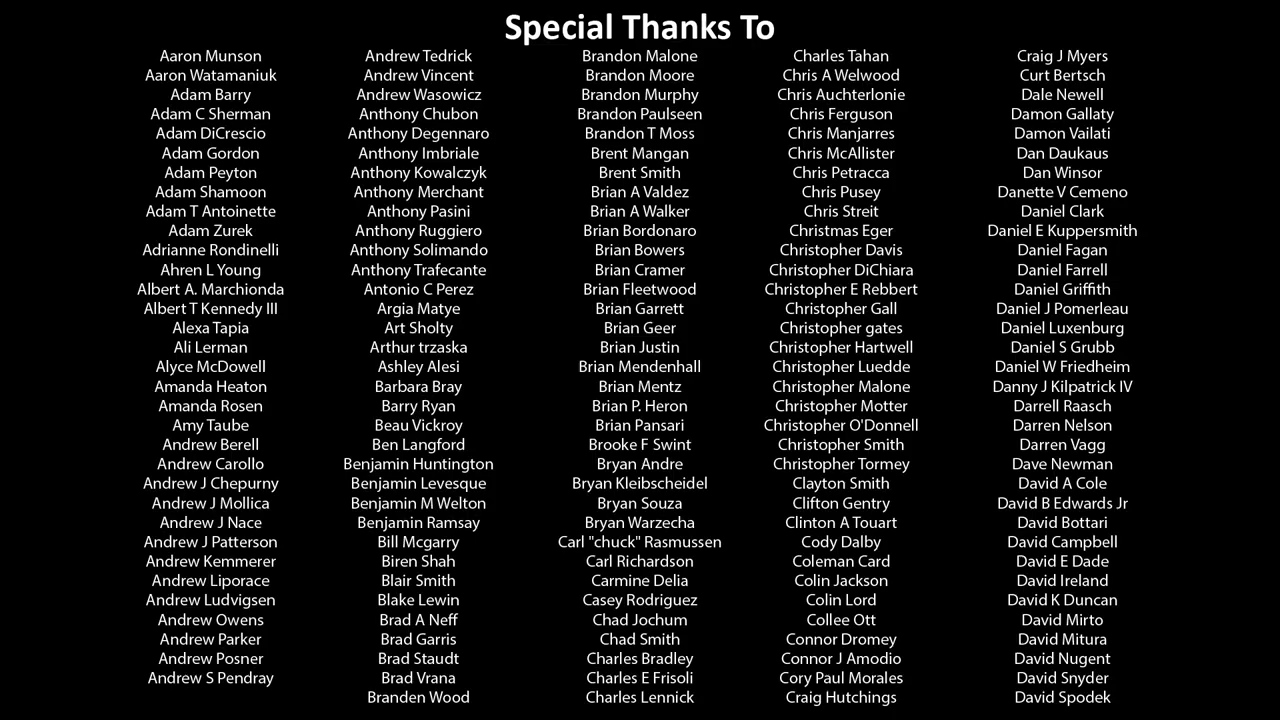 Special Thanks To
Aaron Munson
Aaron Watamaniuk
Adam Barry
Adam C Sherman
Adam DiCrescio
Adam Gordon
Adam Peyton
Adam Shamoon
Adam T Antoinette
Adam Zurek
Adrianne Rondinelli
Ahren L Young
Albert A. Marchionda
Albert T Kennedy III
Alexa Tapia
Ali Lerman
Alyce McDowell
Amanda Heaton
Amanda Rosen
Amy Taube
Andrew Berell
Andrew Carollo
Andrew J Chepurny
Andrew J Mollica
Andrew J Nace
Andrew J Patterson
Andrew Kemmerer
Andrew Liporace
Andrew Ludvigsen
Andrew Owens
Andrew Parker
Andrew Posner
Andrew S Pendray
Andrew Tedrick
Andrew Vincent
Andrew Wasowicz
Anthony Chubon
Anthony Degennaro
Anthony Imbriale
Anthony Kowalczyk
Anthony Merchant
Anthony Pasini
Anthony Ruggiero
Anthony Solimando
Anthony Trafecante
Antonio C Perez
Argia Matye
Art Sholty
Arthur trzaska
Ashley Alesi
Barbara Bray
Barry Ryan
Beau Vickroy
Ben Langford
Benjamin Huntington
Benjamin Levesque
Benjamin M Welton
Benjamin Ramsay
Bill Mcgarry
Biren Shah
Blair Smith
Blake Lewin
Brad A Neff
Brad Garris
Brad Staudt
Brad Vrana
Branden Wood
Brandon Malone
Brandon Moore
Brandon Murphy
Brandon Paulseen
Brandon T Moss
Brent Mangan
Brent Smith
Brian A Valdez
Brian A Walker
Brian Bordonaro
Brian Bowers
Brian Cramer
Brian Fleetwood
Brian Garrett
Brian Geer
Brian Justin
Brian Mendenhall
Brian Mentz
Brian P. Heron
Brian Pansari
Brooke F Swint
Bryan Andre
Bryan Kleibscheidel
Bryan Souza
Bryan Warzecha
Carl "chuck" Rasmussen
Carl Richardson
Carmine Delia
Casey Rodriguez
Chad Jochum
Chad Smith
Charles Bradley
Charles E Frisoli
Charles Lennick
Charles Tahan
Chris A Welwood
Chris Auchterlonie
Chris Ferguson
Chris Manjarres
Chris McAllister
Chris Petracca
Chris Pusey
Chris Streit
Christmas Eger
Christopher Davis
Christopher DiChiara
Christopher E Rebbert
Christopher Gall
Christopher gates
Christopher Hartwell
Christopher Luedde
Christopher Malone
Christopher Motter
Christopher O'Donnell
Christopher Smith
Christopher Tormey
Clayton Smith
Clifton Gentry
Clinton A Touart
Cody Dalby
Coleman Card
Colin Jackson
Colin Lord
Collee Ott
Connor Dromey
Connor J Amodio
Cory Paul Morales
Craig Hutchings
Craig J Myers
Curt Bertsch
Dale Newell
Damon Gallaty
Damon Vailati
Dan Daukaus
Dan Winsor
Danette V Cemeno
Daniel Clark
Daniel E Kuppersmith
Daniel Fagan
Daniel Farrell
Daniel Griffith
Daniel J Pomerleau
Daniel Luxenburg
Daniel S Grubb
Daniel W Friedheim
Danny J Kilpatrick IV
Darrell Raasch
Darren Nelson
Darren Vagg
Dave Newman
David A Cole
David B Edwards Jr
David Bottari
David Campbell
David E Dade
David Ireland
David K Duncan
David Mirto
David Mitura
David Nugent
David Snyder
David Spodek